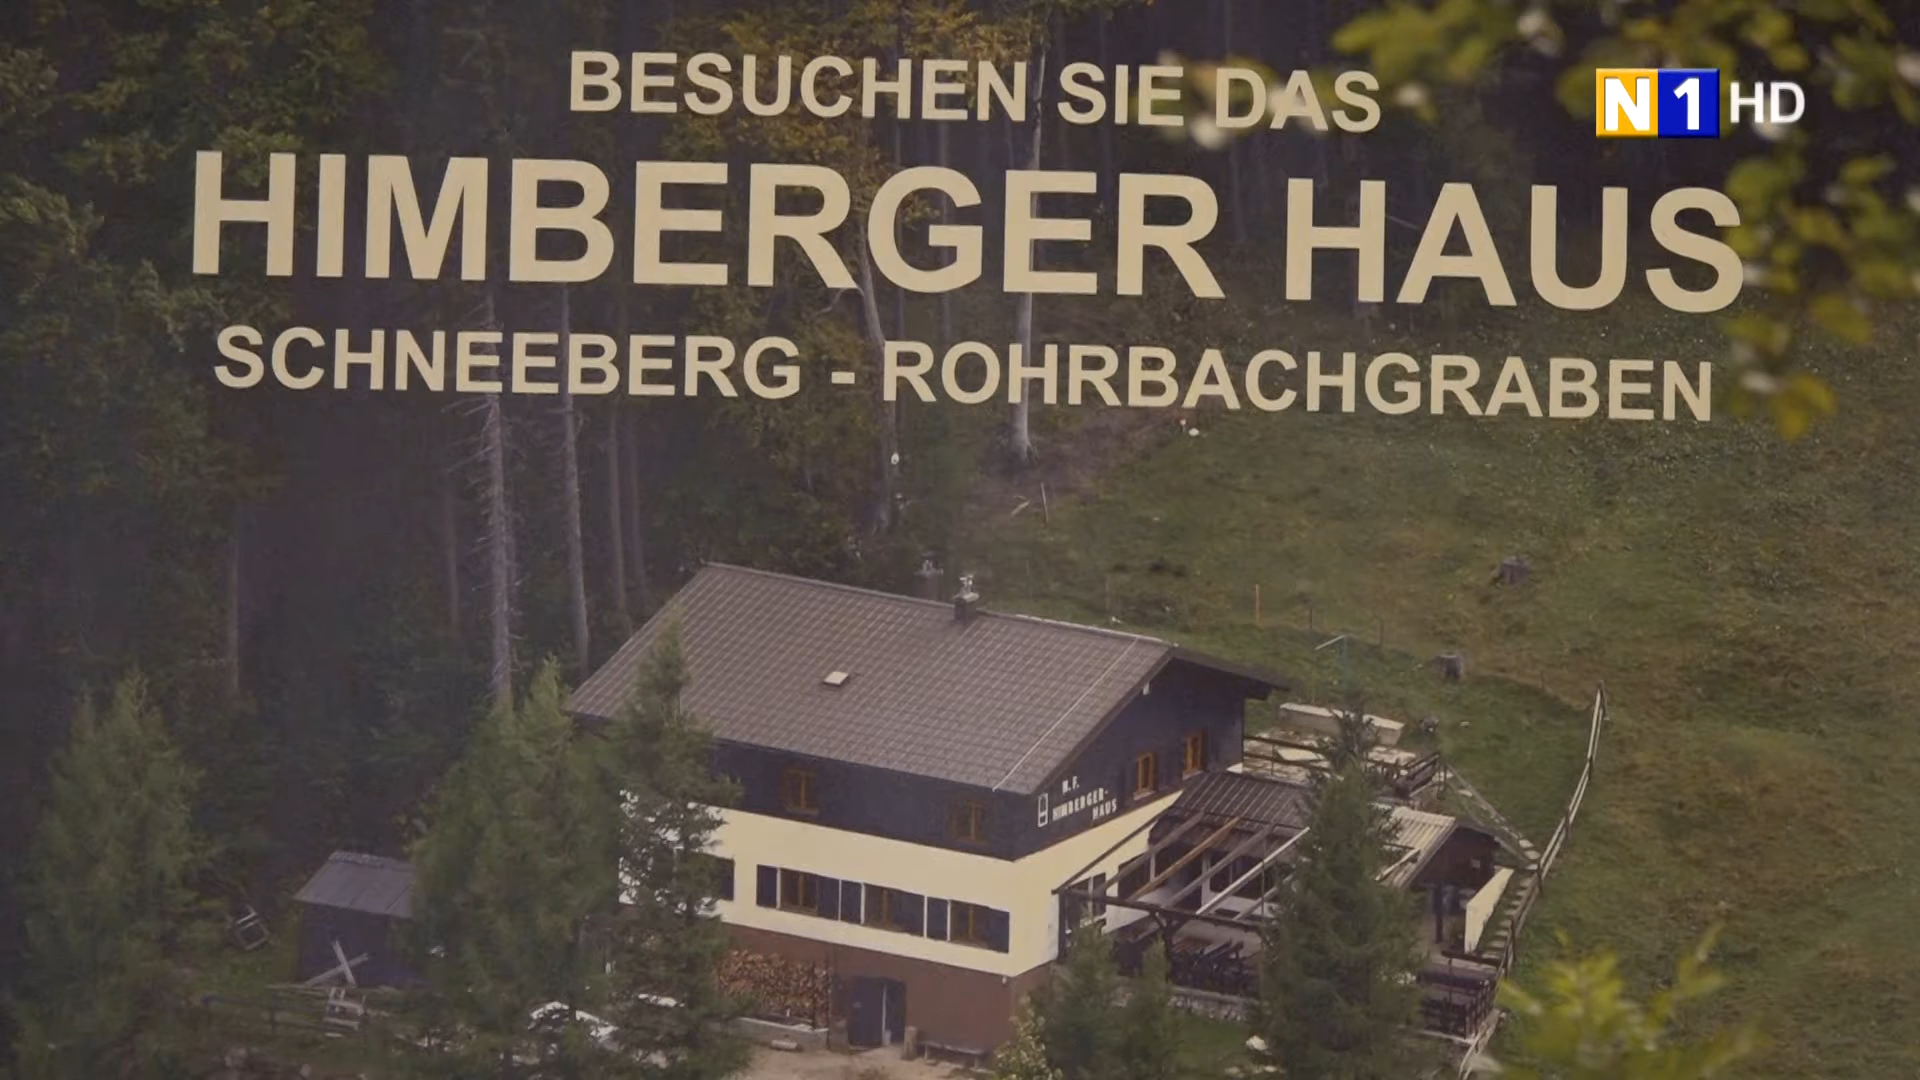 BESUCHEN SIE DAS
HIMBERGER HAUS
SCHNEEBERG - ROHRBACHGRABEN
N1 HD
N.F.
HIMBERGER-
HAUS